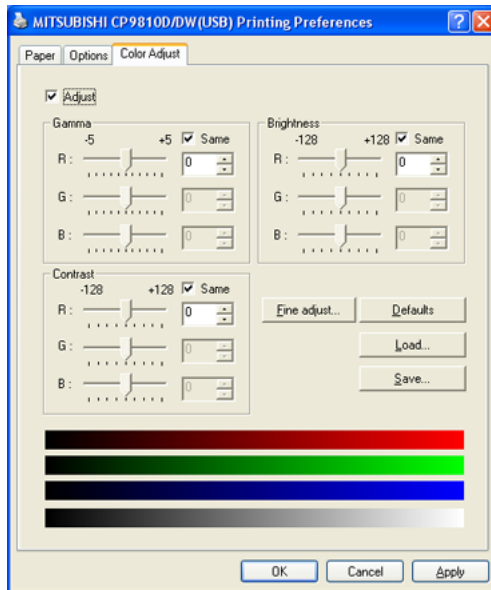 MITSUBISHI CP9810D/DW(USB) Printing Preferences
Paper Options Color Adjust
Adjust
Gamma
-5 +5 Same
R: 0
G: 0
B: 0
Brightness
-128 +128 Same
R: 0
G: 0
B: 0
Contrast
-128 +128 Same
R: 0
G: 0
B: 0
Fine adjust... Defaults
Load...
Save...
OK Cancel Apply